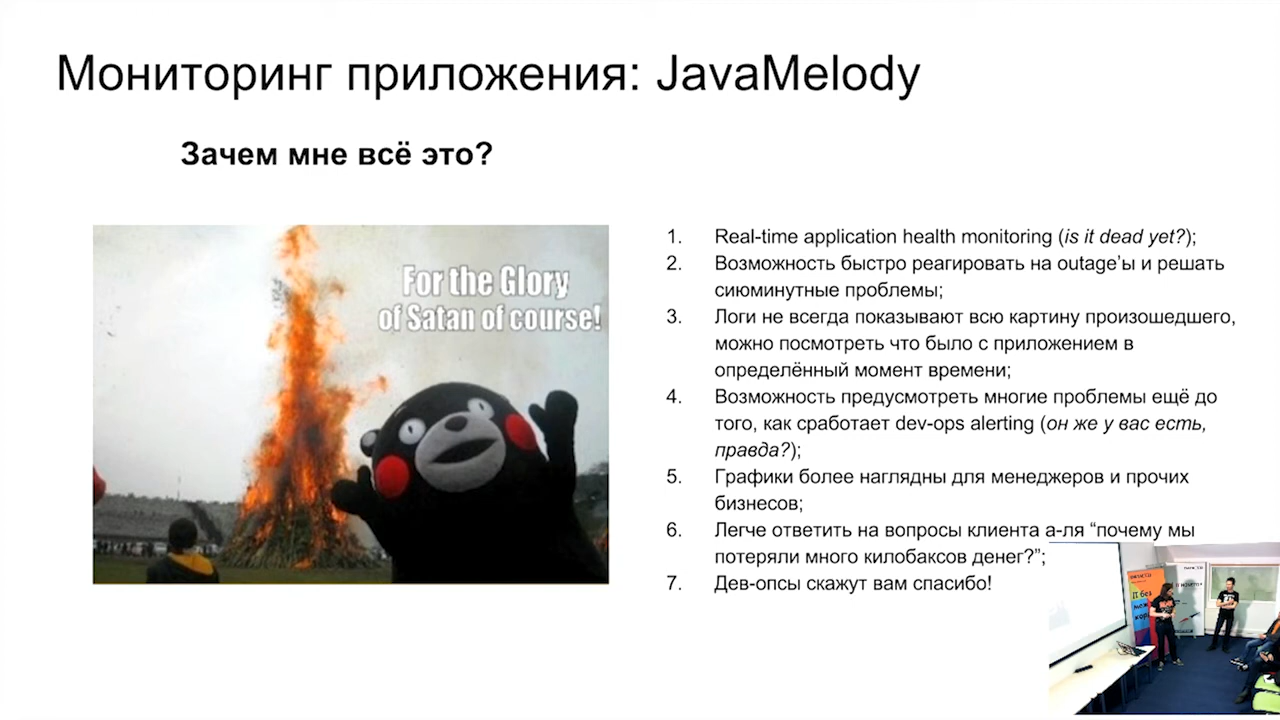 Мониторинг приложения: JavaMelody
Зачем мне всё это?
For the Glory
of Satan of course!
1. Real-time application health monitoring (is it dead yet?);
2. Возможность быстро реагировать на outage’ы и решать
сиюминутные проблемы;
3. Логи не всегда показывают всю картину произошедшего,
можно посмотреть что было с приложением в
определённый момент времени;
4. Возможность предусмотреть многие проблемы ещё до
того, как сработает dev-ops alerting (он же у вас есть,
правда?);
5. Графики более наглядны для менеджеров и прочих
бизнесов;
6. Легче ответить на вопросы клиента а-ля “почему мы
потеряли много килобаксов денег?”;
7. Дев-опсы скажут вам спасибо!
IT без